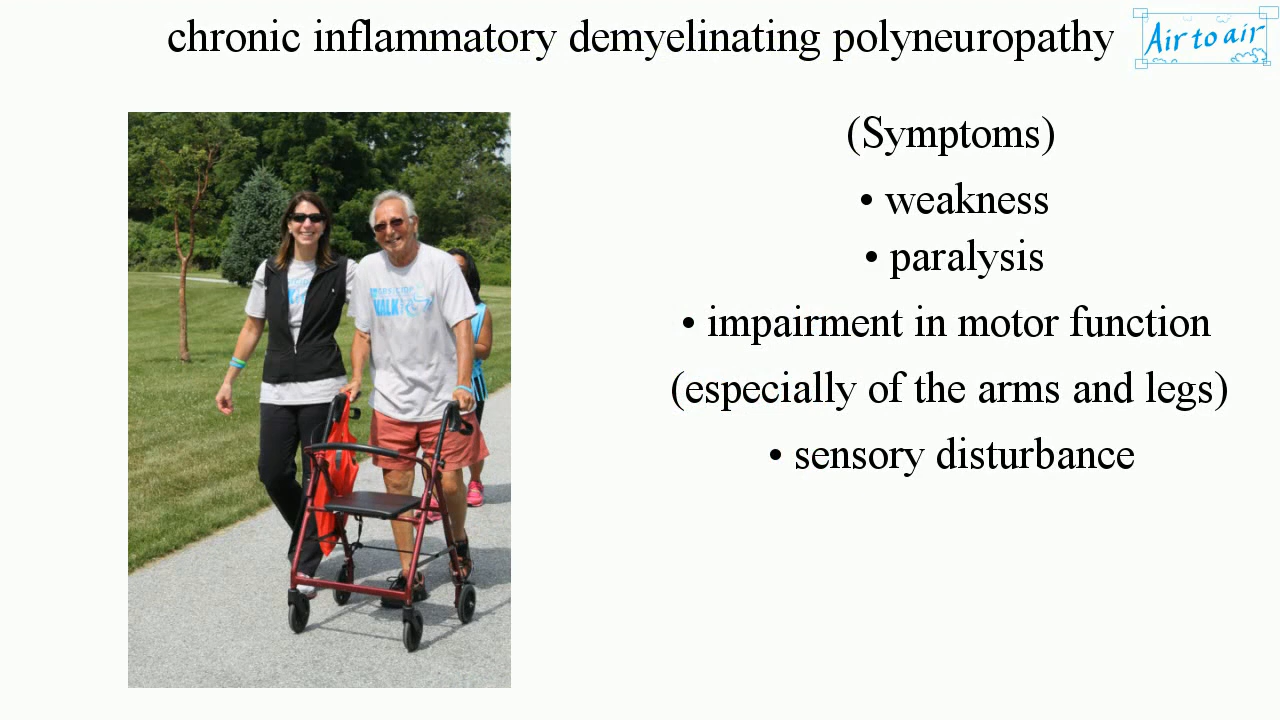 chronic inflammatory demyelinating polyneuropathy
Air to air
(Symptoms)
• weakness
• paralysis
• impairment in motor function
(especially of the arms and legs)
• sensory disturbance
WALK